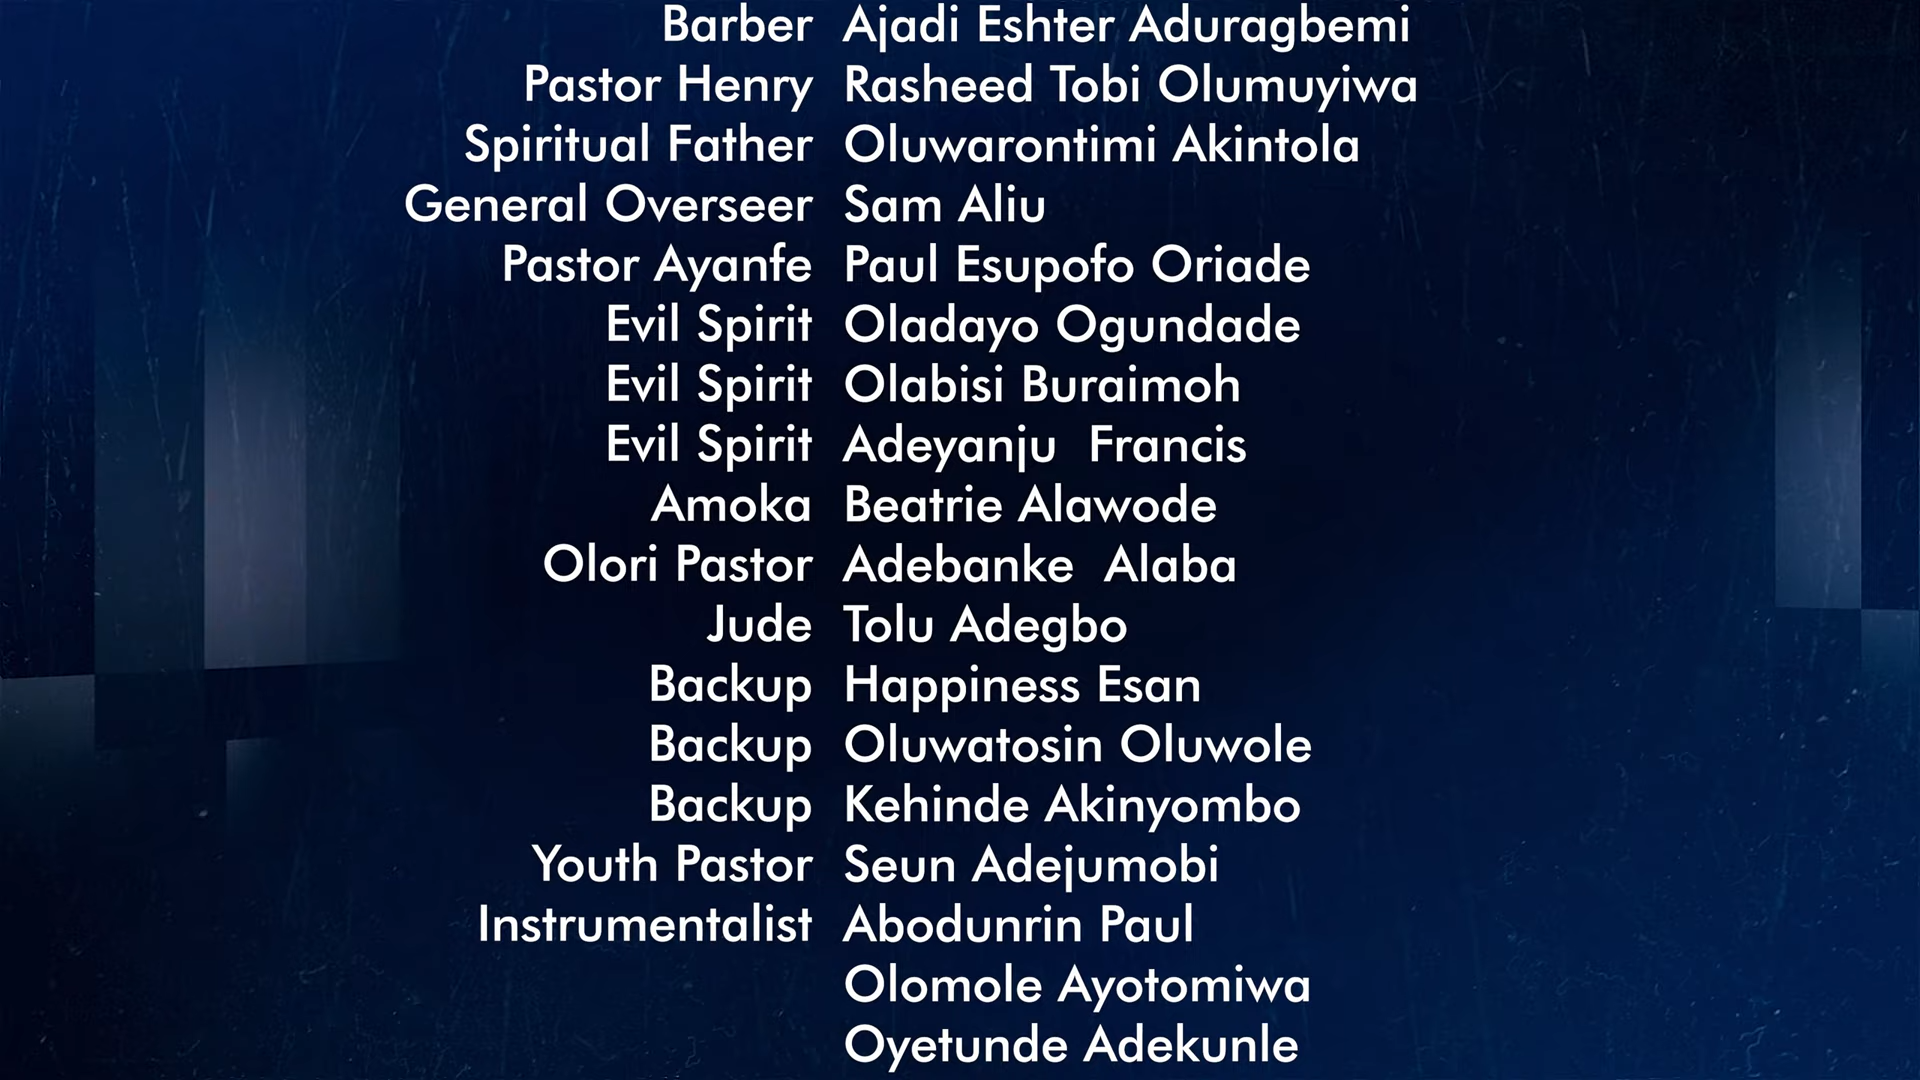 Barber Ajadi Eshter Aduragbemi
Pastor Henry Rasheed Tobi Olumuyiwa
Spiritual Father Oluwarontimi Akintola
General Overseer Sam Aliu
Pastor Ayanfe Paul Esupofo Oriade
Evil Spirit Oladayo Ogundade
Evil Spirit Olabisi Buraimoh
Evil Spirit Adeyanju  Francis
Amoka Beatrie Alawode
Olori Pastor Adebanke  Alaba
Jude Tolu Adegbo
Backup Happiness Esan
Backup Oluwatosin Oluwole
Backup Kehinde Akinyombo
Youth Pastor Seun Adejumobi
Instrumentalist Abodunrin Paul
Olomole Ayotomiwa
Oyetunde Adekunle